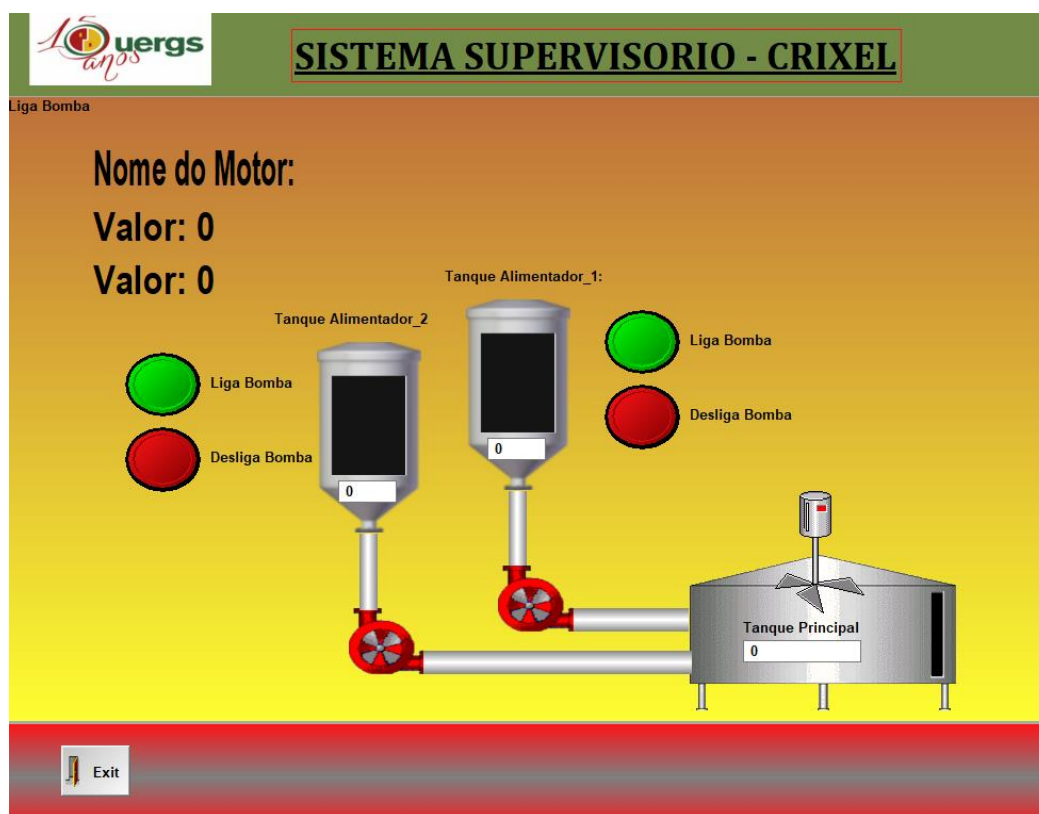 15 anos uergs
SISTEMA SUPERVISORIO - CRIXEL
Liga Bomba
Nome do Motor:
Valor: 0
Valor: 0
Tanque Alimentador_1:
Tanque Alimentador_2
Liga Bomba
Liga Bomba
Desliga Bomba
Desliga Bomba
0
0
Tanque Principal
0
Exit